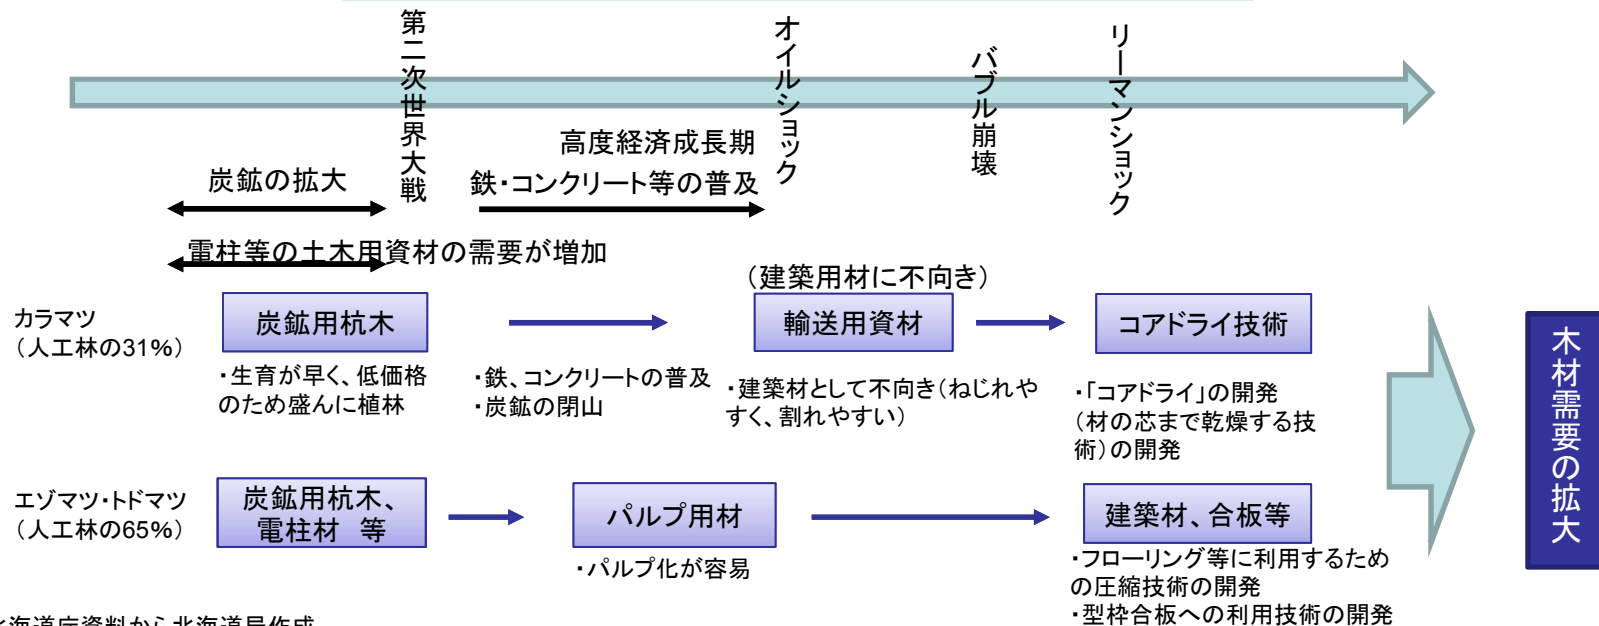 第二次世界大戦
オイルショック
バブル崩壊
リーマンショック
高度経済成長期
炭鉱の拡大
鉄・コンクリート等の普及
電柱等の土木用資材の需要が増加
（建築用材に不向き）
カラマツ
（人工林の31%）
炭鉱用杭木
輸送用資材
コアドライ技術
・生育が早く、低価格
のため盛んに植林
・鉄、コンクリートの普及
・炭鉱の閉山
・建築材として不向き（ねじれや
すく、割れやすい）
・「コアドライ」の開発
（材の芯まで乾燥する技
術）の開発
木材需要の拡大
エゾマツ・トドマツ
（人工林の65%）
炭鉱用杭木、
電柱材　等
パルプ用材
建築材、合板等
・パルプ化が容易
・フローリング等に利用するため
の圧縮技術の開発
・型枠合板への利用技術の開発
海道庁資料から北海道局作成